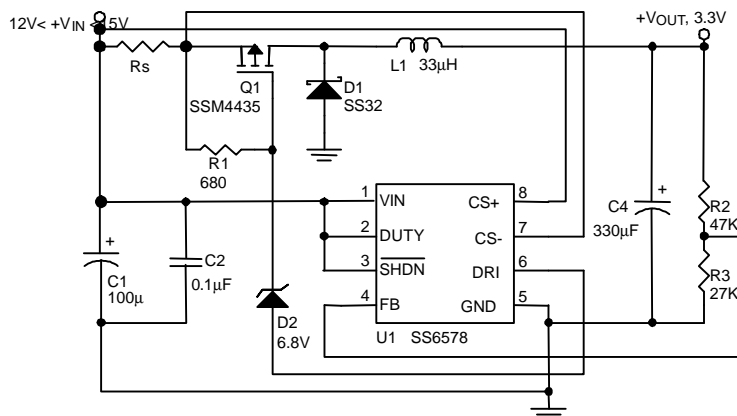 12V< +VIN < 5V
+VOUT, 3.3V
Rs
Q1
SSM4435
D1
SS32
L1
33μH
R1
680
1
VIN
2
DUTY
3
SHDN
4
FB
8
CS+
7
CS-
6
DRI
5
GND
U1 SS6578
C1
100μ
C2
0.1μF
D2
6.8V
+
+
C4
330μF
R2
47K
R3
27K